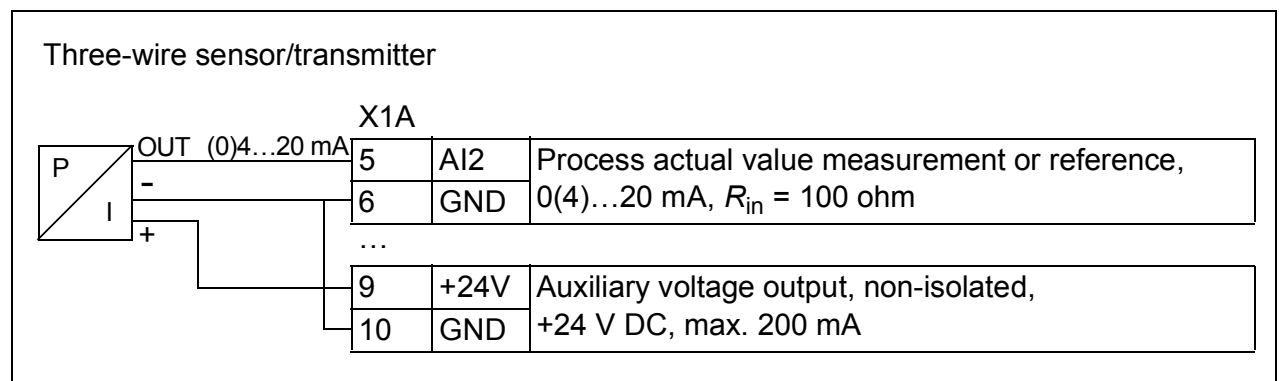 Three-wire sensor/transmitter
X1A
P
I
OUT (0)4…20 mA
-
+
5 AI2 Process actual value measurement or reference,
6 GND 0(4)…20 mA, Rin = 100 ohm
…
9 +24V Auxiliary voltage output, non-isolated,
10 GND +24 V DC, max. 200 mA